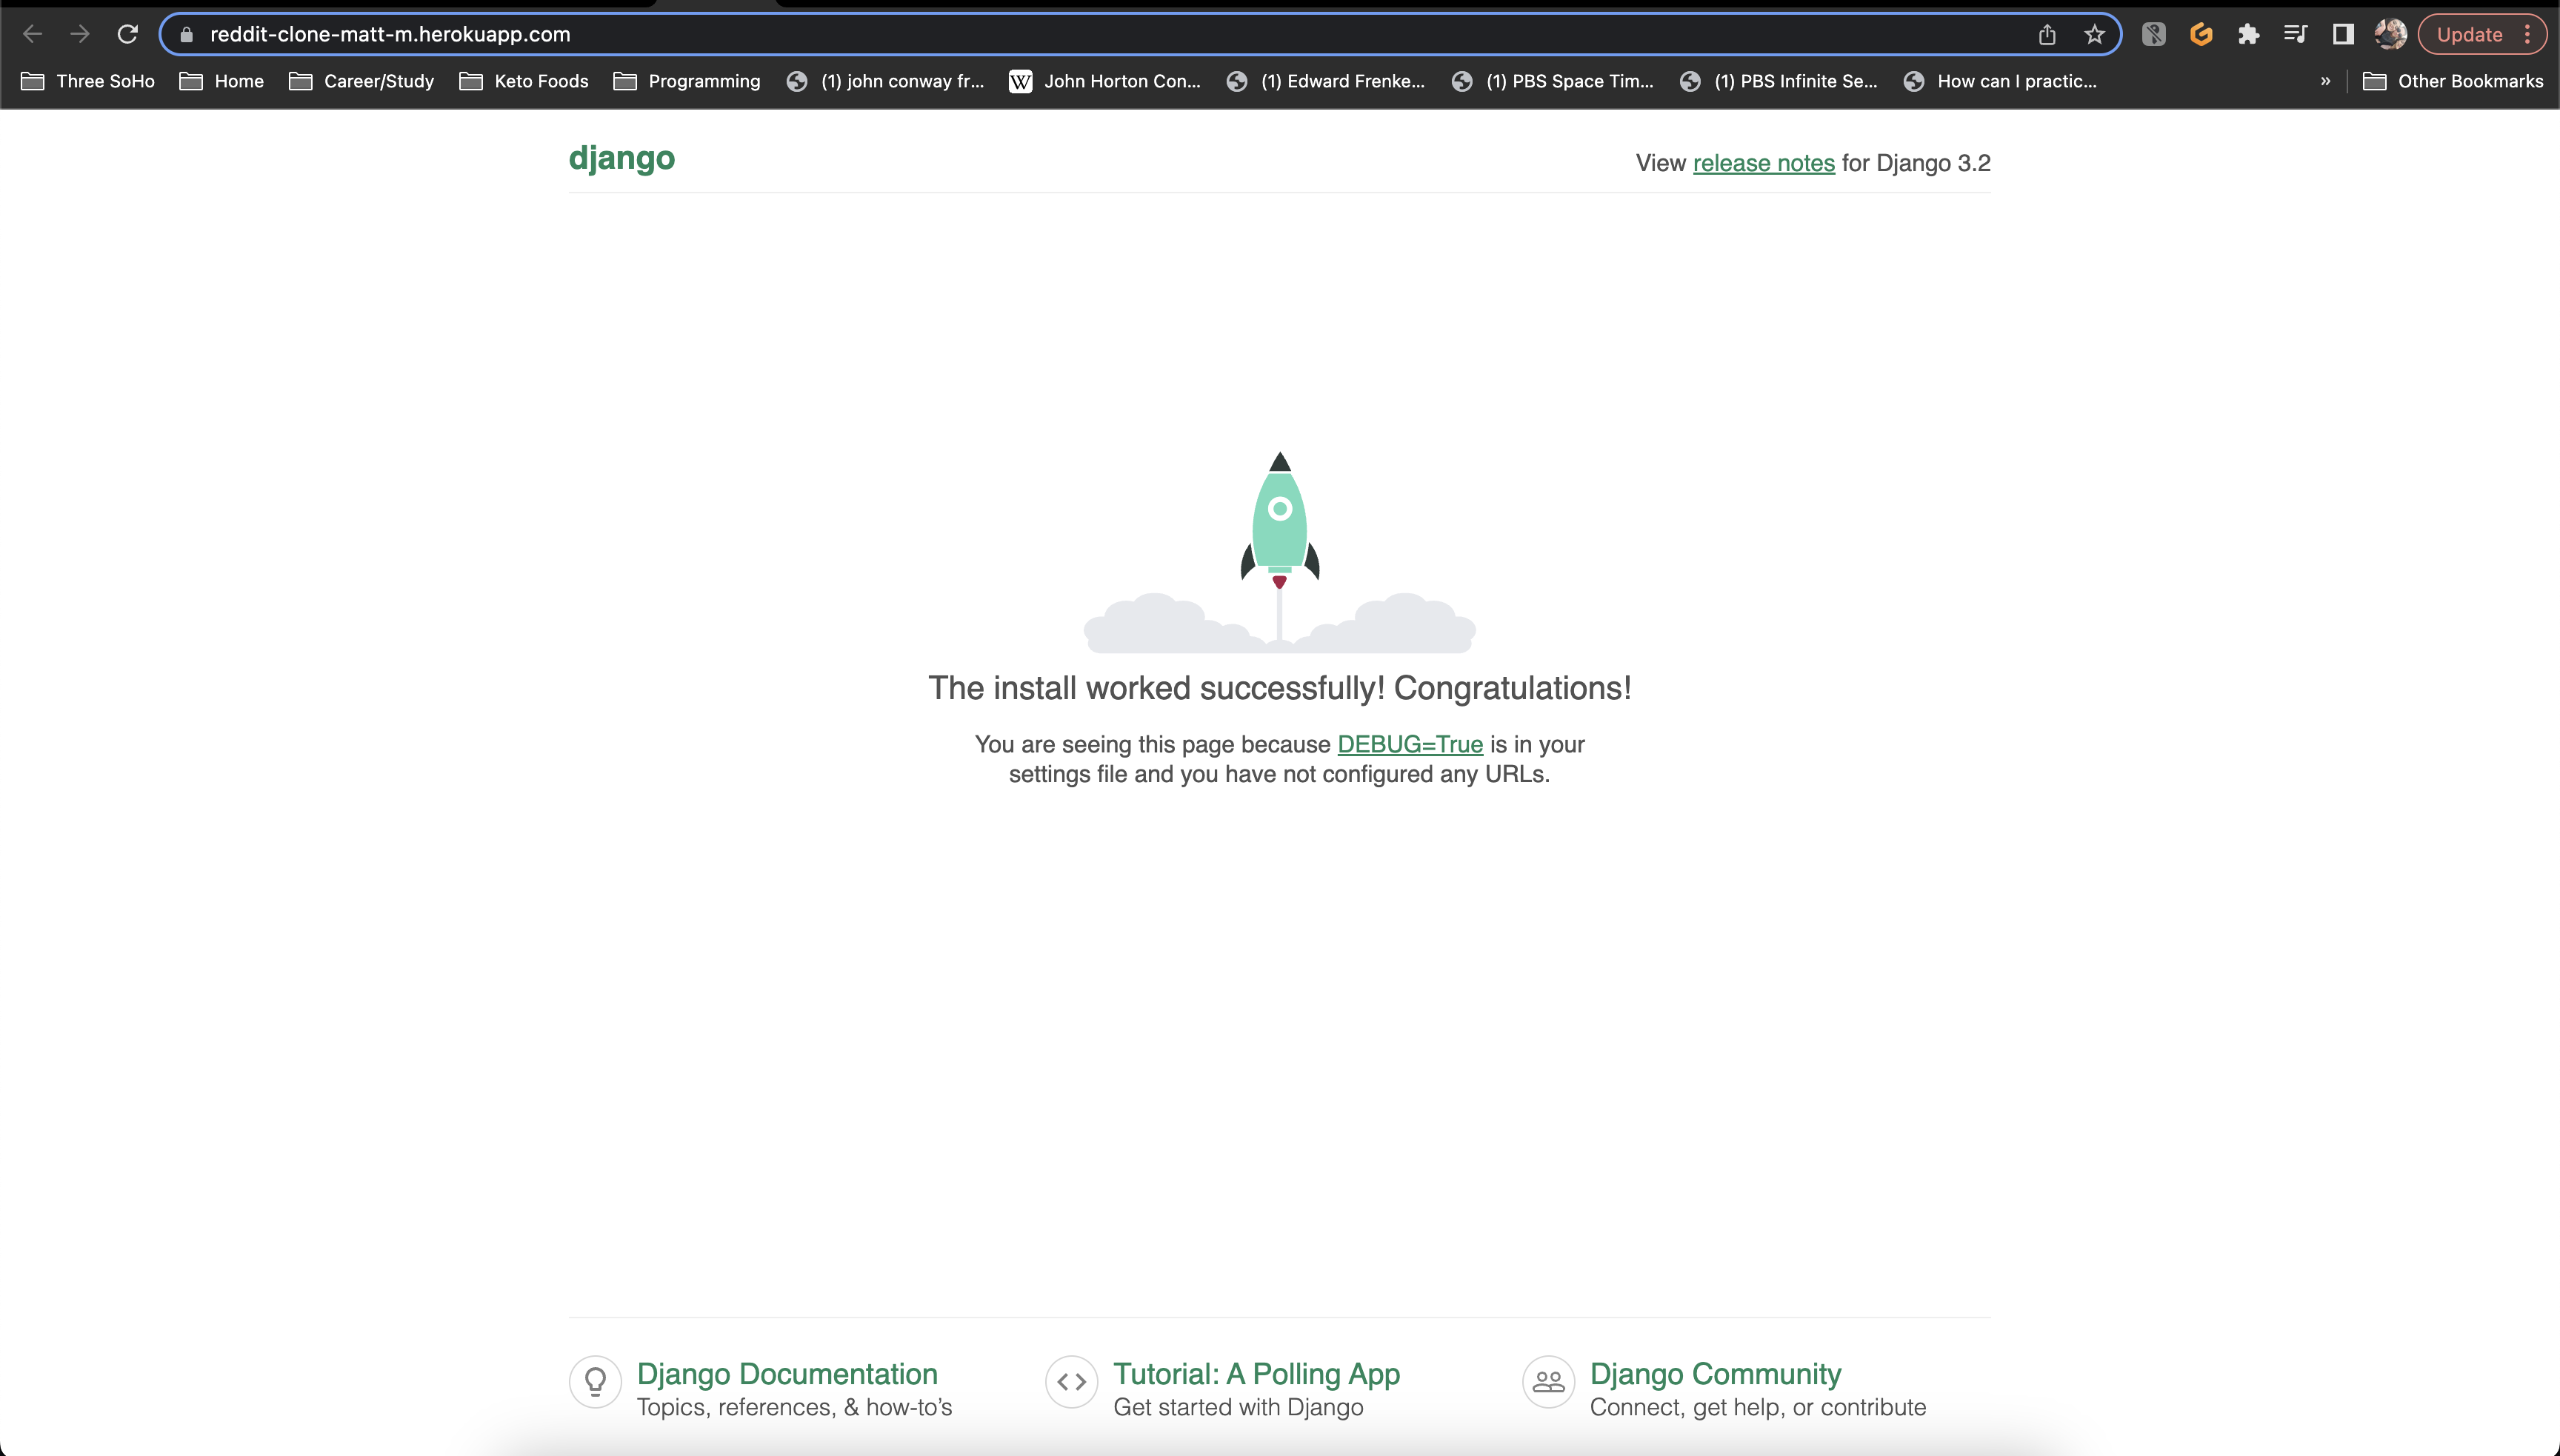 reddit-clone-matt-m.herokuapp.com
Update
Three SoHo Home Career/Study Keto Foods Programming (1) john conway fr... John Horton Con... (1) Edward Frenke... (1) PBS Space Tim... (1) PBS Infinite Se... How can I practic... » Other Bookmarks
django
View release notes for Django 3.2
The install worked successfully! Congratulations!
You are seeing this page because DEBUG=True is in your
settings file and you have not configured any URLs.
Django Documentation
Topics, references, & how-to’s
Tutorial: A Polling App
Get started with Django
Django Community
Connect, get help, or contribute